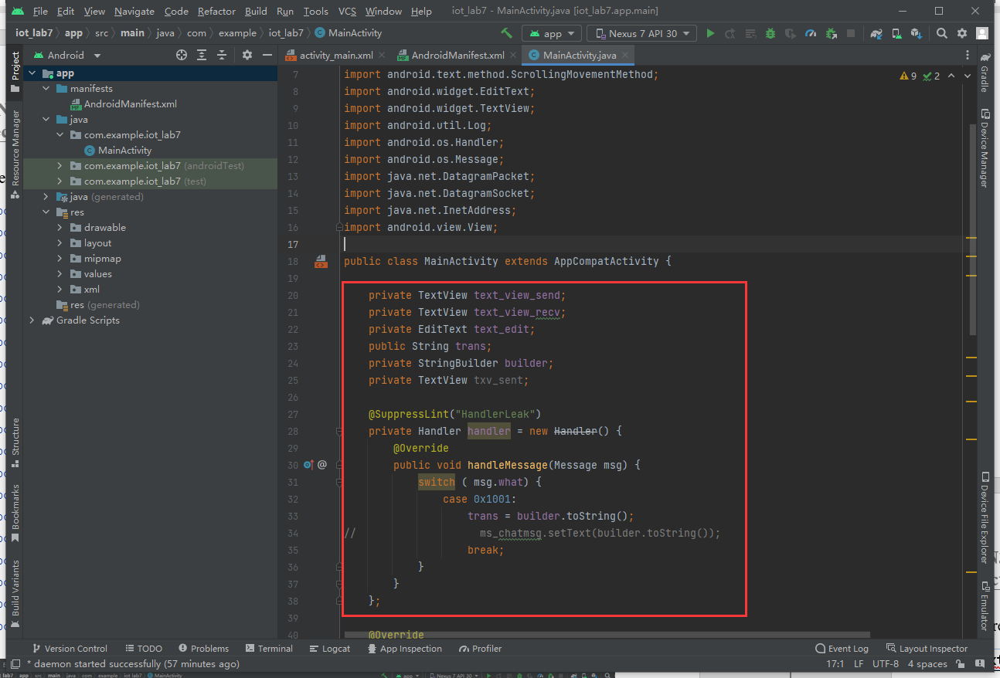 File Edit View Navigate Code Refactor Build Run Tools VCS Window Help iot_lab7 - MainActivity.java [iot_lab7.app.main]
iot_lab7 app src main java com example iot_lab7 MainActivity app Nexus 7 API 30
Project
Resource Manager
Structure
Bookmarks
Build Variants
Android
activity_main.xml AndroidManifest.xml MainActivity.java
app
manifests
AndroidManifest.xml
java
com.example.iot_lab7
MainActivity
com.example.iot_lab7 (androidTest)
com.example.iot_lab7 (test)
java (generated)
res
drawable
layout
mipmap
values
xml
res (generated)
Gradle Scripts
9 2
7 import android.text.method.ScrollingMovementMethod;
8 import android.widget.EditText;
9 import android.widget.TextView;
10 import android.util.Log;
11 import android.os.Handler;
12 import android.os.Message;
13 import java.net.DatagramPacket;
14 import java.net.DatagramSocket;
15 import java.net.InetAddress;
16 import android.view.View;
17
18 public class MainActivity extends AppCompatActivity {
19
20 private TextView text_view_send;
21 private TextView text_view_recv;
22 private EditText text_edit;
23 public String trans;
24 private StringBuilder builder;
25 private TextView txv_sent;
26
27 @SuppressLint("HandlerLeak")
28 private Handler handler = new Handler() {
29 @Override
30 public void handleMessage(Message msg) {
31 switch ( msg.what) {
32 case 0x1001:
33 trans = builder.toString();
34 // ms_chatmsg.setText(builder.toString());
35 break;
36 }
37 }
38 };
39
40 @Override
Gradle
Device Manager
Device File Explorer
Emulator
Version Control TODO Problems Terminal Logcat App Inspection Profiler Event Log Layout Inspector
* daemon started successfully (57 minutes ago) 17:1 LF UTF-8 4 spaces